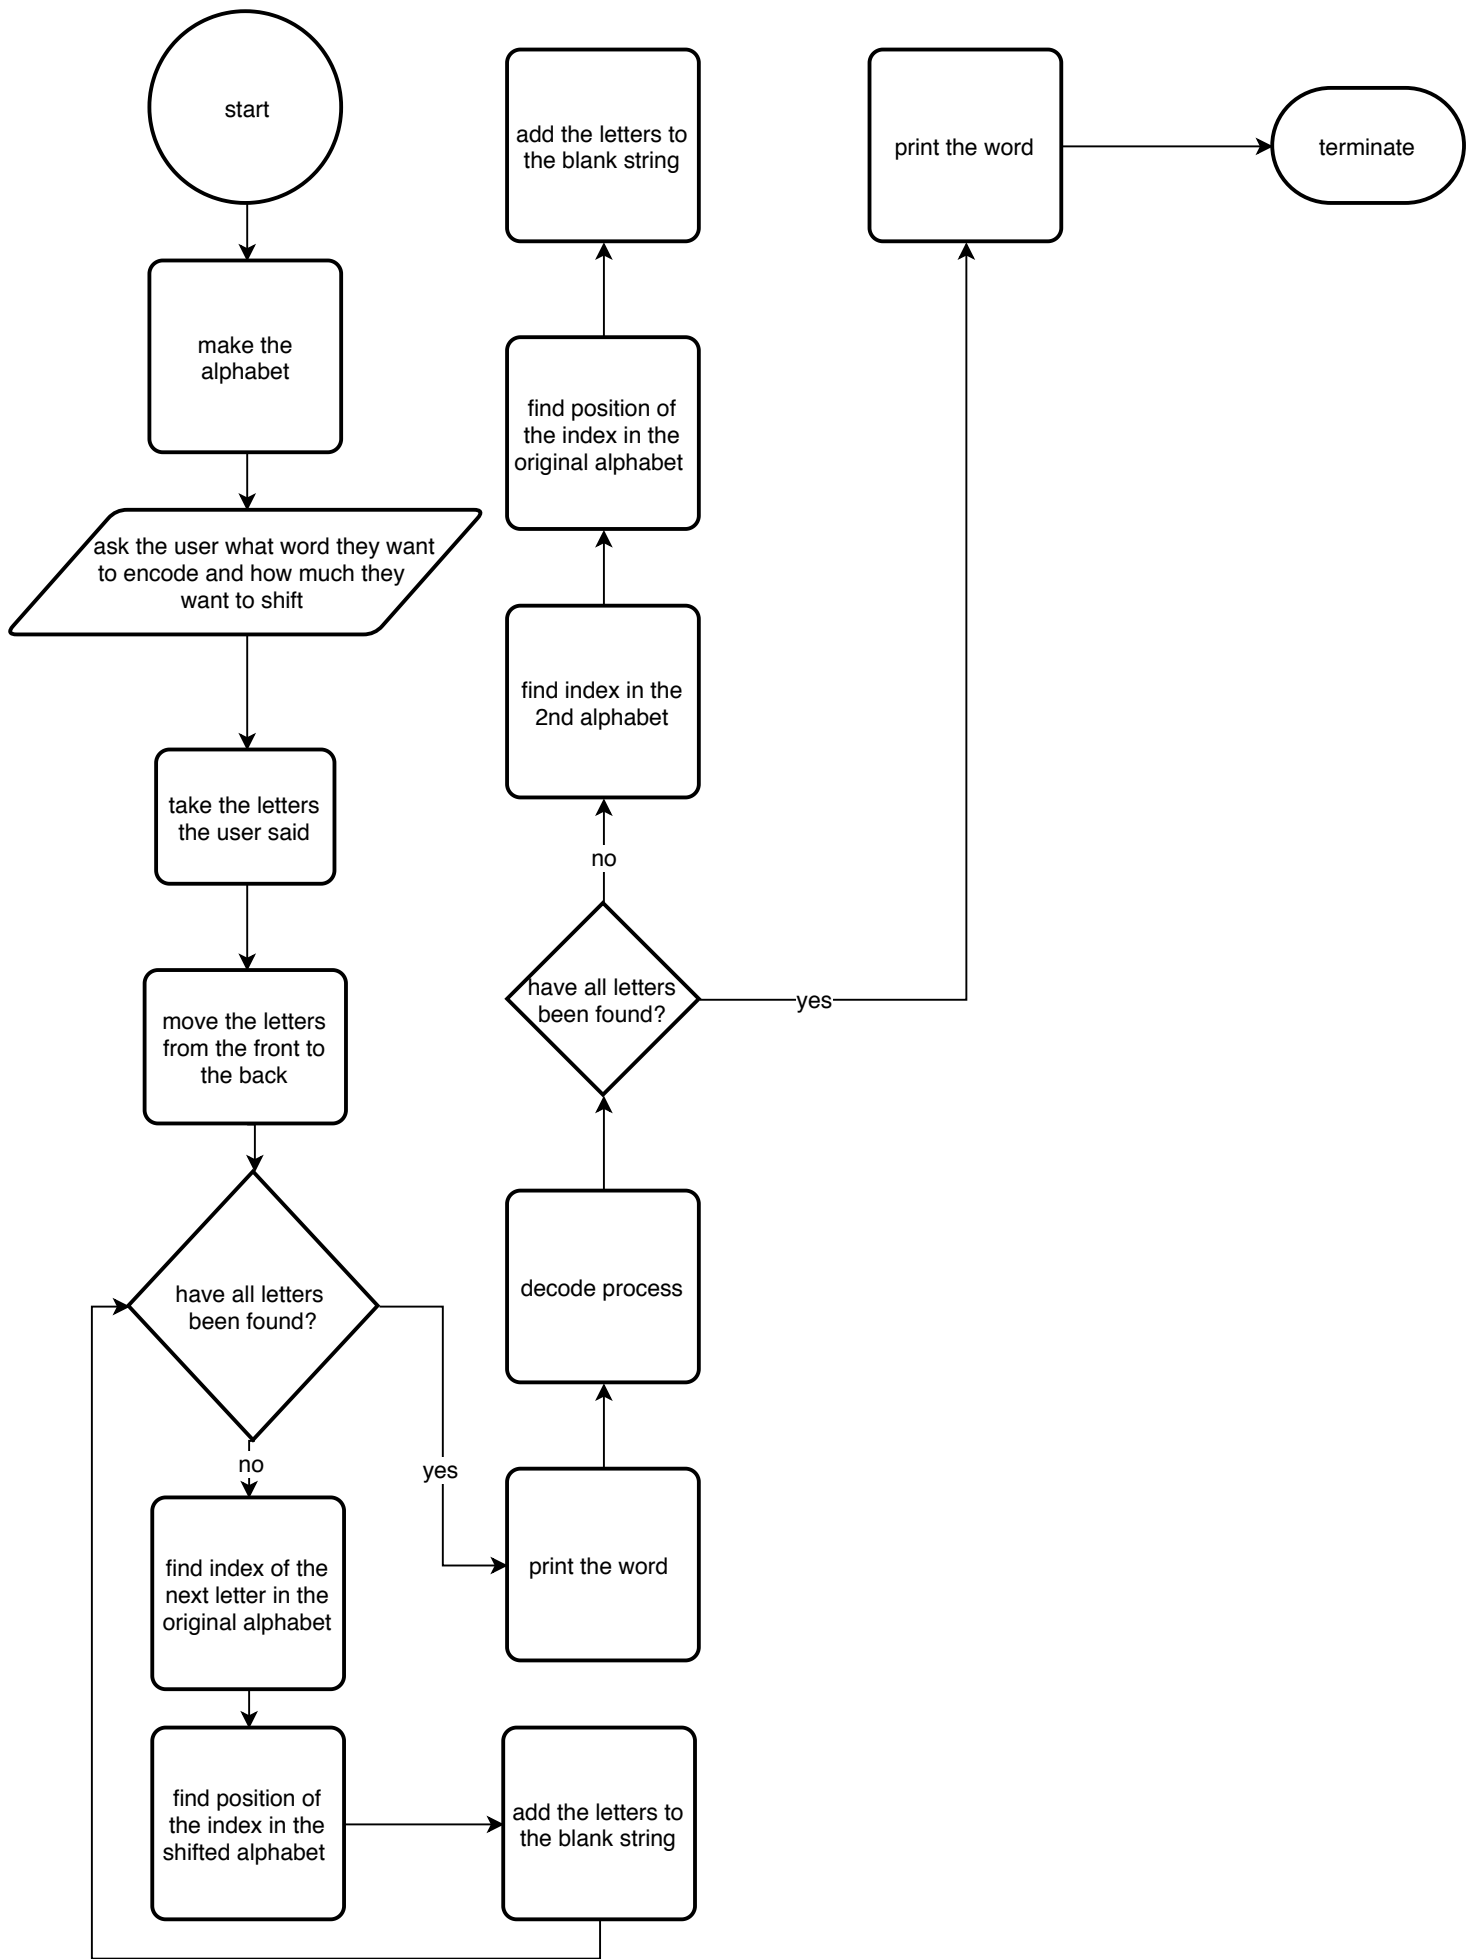 start
make the
alphabet
ask the user what word they want
to encode and how much they
want to shift
take the letters
the user said
move the letters
from the front to
the back
have all letters
been found?
no
yes
find index of the
next letter in the
original alphabet
find position of
the index in the
shifted alphabet
add the letters to
the blank string
print the word
decode process
have all letters
been found?
no
yes
find index in the
2nd alphabet
find position of
the index in the
original alphabet
add the letters to
the blank string
print the word
terminate